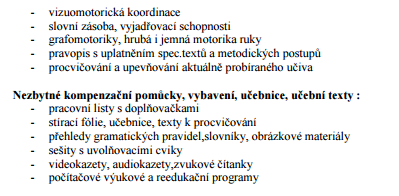 - vizuomotorická koordinace
- slovní zásoba, vyjadřovací schopnosti
- grafomotoriky, hrubá i jemná motorika ruky
- pravopis s uplatněním spec.textů a metodických postupů
- procvičování a upevňování aktuálně probíraného učiva
Nezbytné kompenzační pomůcky, vybavení, učebnice, učební texty :
- pracovní listy s doplňovačkami
- stírací fólie, učebnice, texty k procvičování
- přehledy gramatických pravidel,slovníky, obrázkové materiály
- sešity s uvolňovacími cviky
- videokazety, audiokazety,zvukové čítanky
- počítačové výukové a reedukační programy